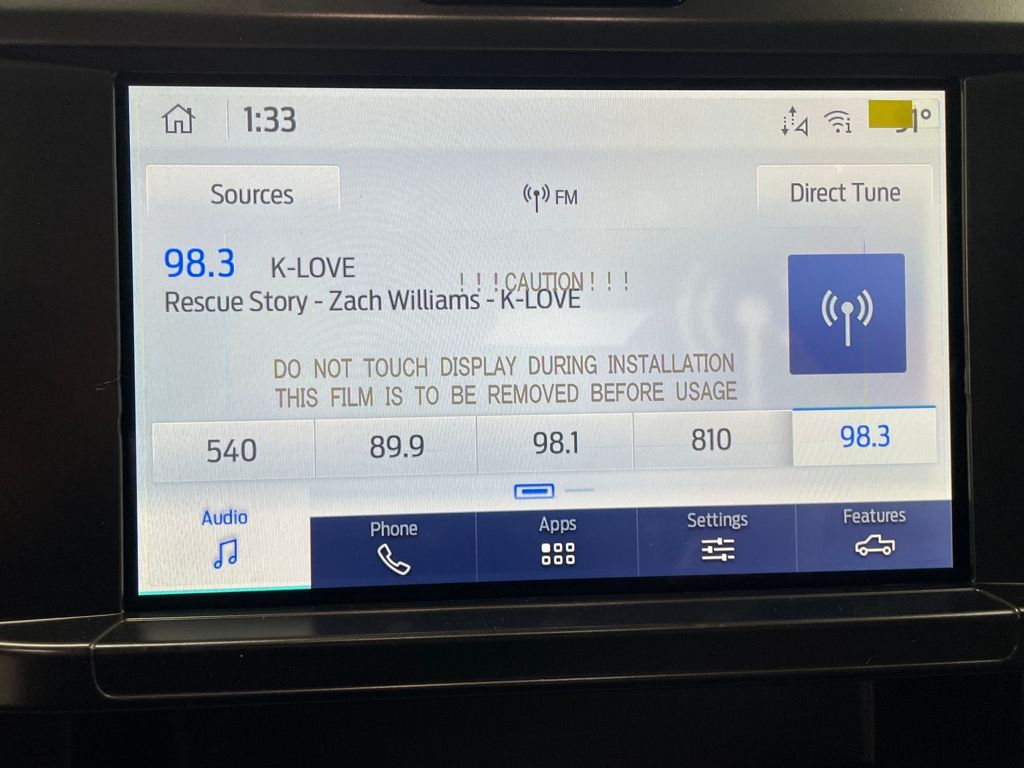 1:33
Sources
FM
Direct Tune
98.3 K-LOVE
! ! ! CAUTION ! ! !
Rescue Story - Zach Williams - K-LOVE
DO NOT TOUCH DISPLAY DURING INSTALLATION
THIS FILM IS TO BE REMOVED BEFORE USAGE
540 89.9 98.1 810 98.3
Audio Phone Apps Settings Features